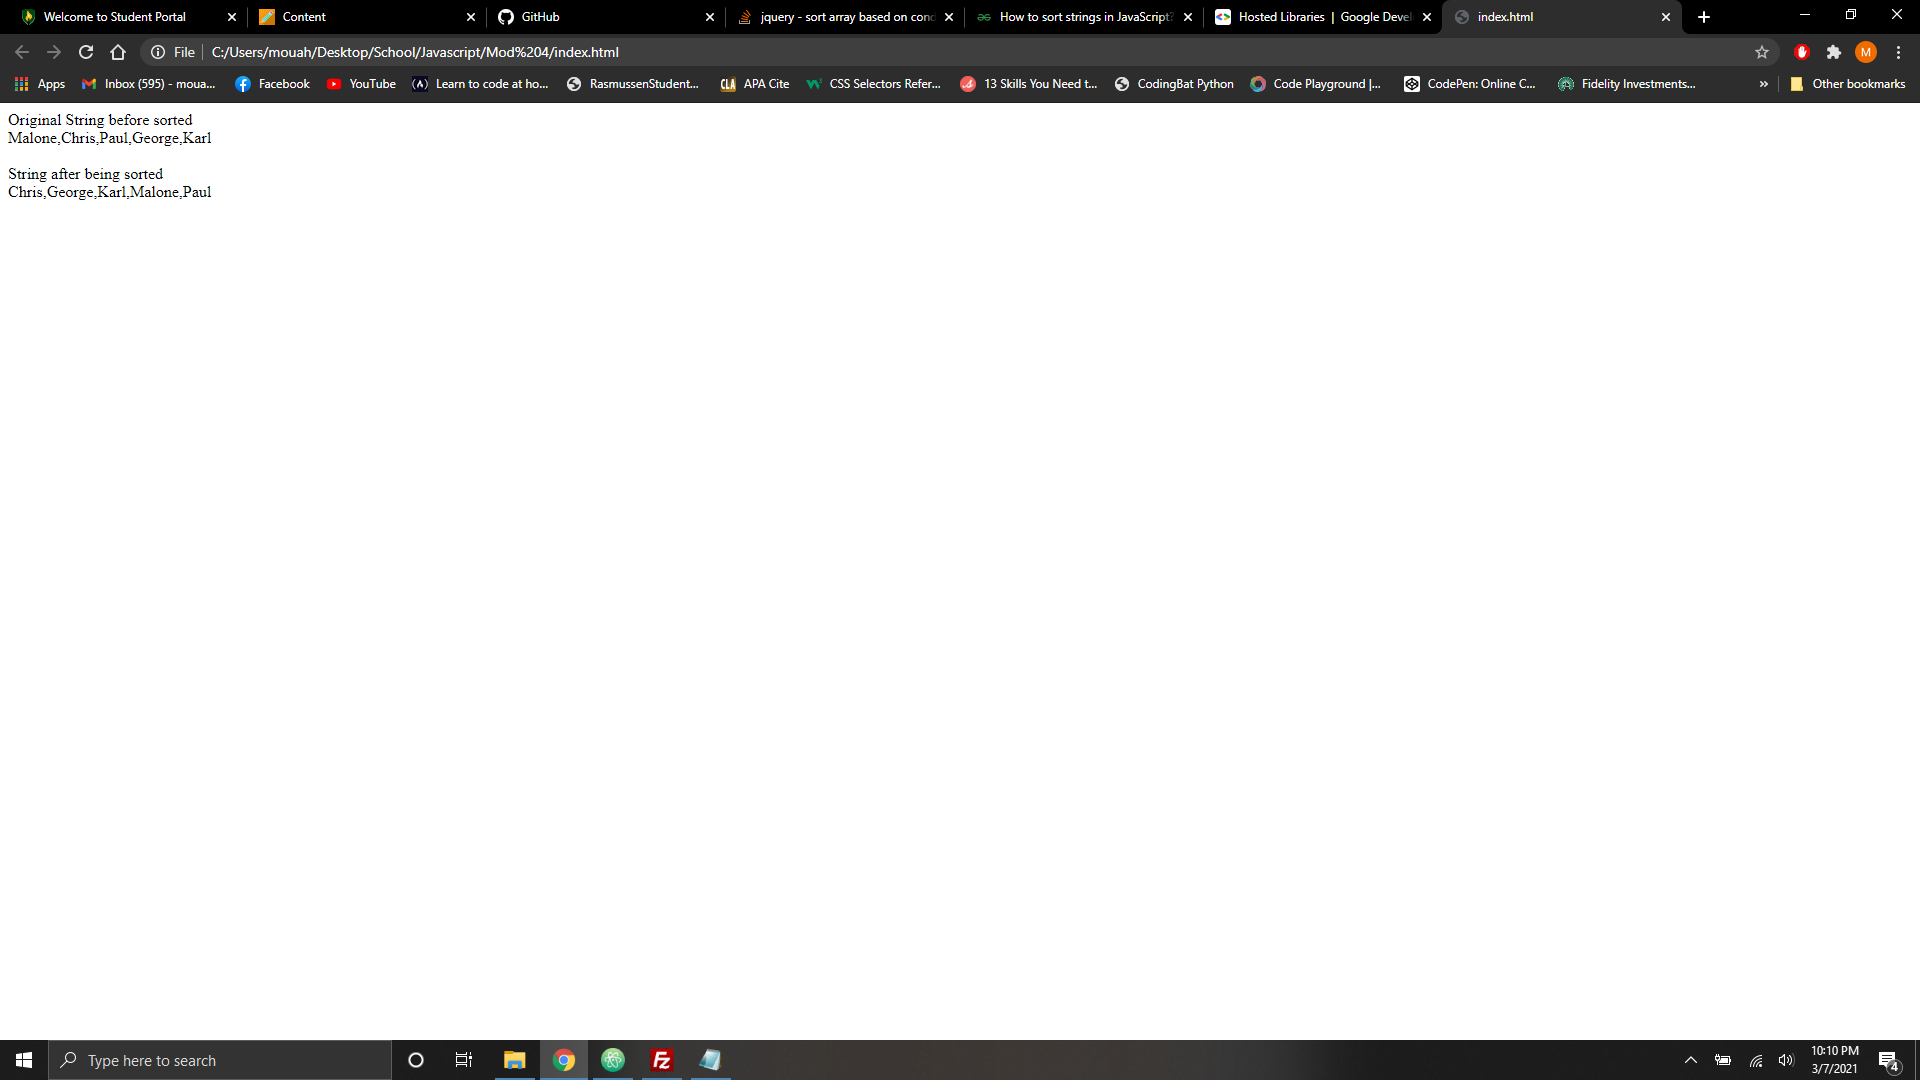 Welcome to Student Portal
Content
GitHub
jquery - sort array based on cond
How to sort strings in JavaScript?
Hosted Libraries | Google Devel
index.html
File
C:/Users/mouah/Desktop/School/Javascript/Mod%204/index.html
M
Apps
Inbox (595) - moua...
Facebook
YouTube
(A)
Learn to code at ho...
RasmussenStudent...
CLA
APA Cite
CSS Selectors Refer...
13 Skills You Need t...
CodingBat Python
Code Playground |...
CodePen: Online C...
Fidelity Investments...
»
Other bookmarks
Original String before sorted
Malone,Chris,Paul,George,Karl
String after being sorted
Chris,George,Karl,Malone,Paul
Type here to search
Fz
10:10 PM
3/7/2021
4